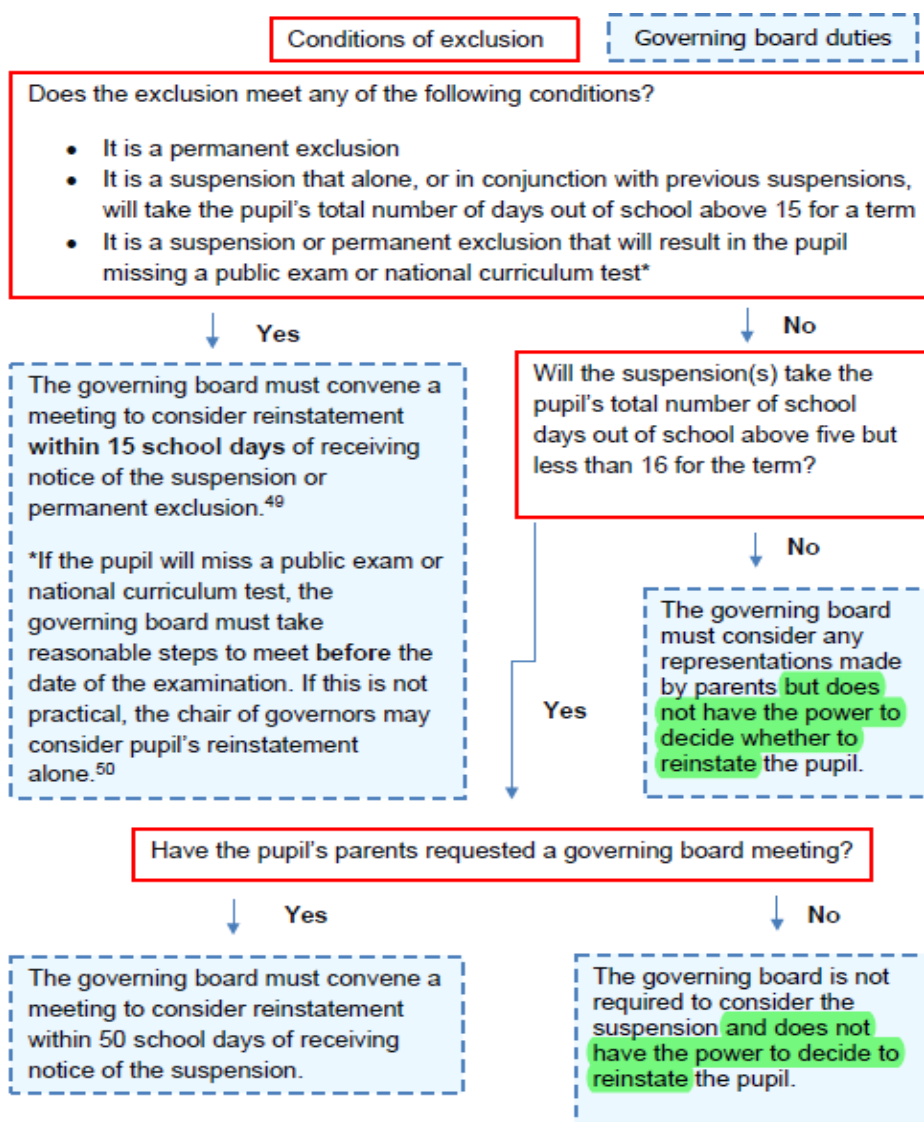 Conditions of exclusion
Governing board duties
Does the exclusion meet any of the following conditions?
• It is a permanent exclusion
• It is a suspension that alone, or in conjunction with previous suspensions,
will take the pupil's total number of days out of school above 15 for a term
• It is a suspension or permanent exclusion that will result in the pupil
missing a public exam or national curriculum test*
Yes
No
The governing board must convene a
meeting to consider reinstatement
within 15 school days of receiving
notice of the suspension or
permanent exclusion.49
*If the pupil will miss a public exam or
national curriculum test, the
governing board must take
reasonable steps to meet before the
date of the examination. If this is not
practical, the chair of governors may
consider pupil's reinstatement
alone.50
Will the suspension(s) take the
pupil's total number of school
days out of school above five but
less than 16 for the term?
No
The governing board
must consider any
representations made
by parents but does
not have the power to
decide whether to
reinstate the pupil.
Yes
Have the pupil's parents requested a governing board meeting?
Yes
No
The governing board must convene a
meeting to consider reinstatement
within 50 school days of receiving
notice of the suspension.
The governing board is not
required to consider the
suspension and does not
have the power to decide to
reinstate the pupil.